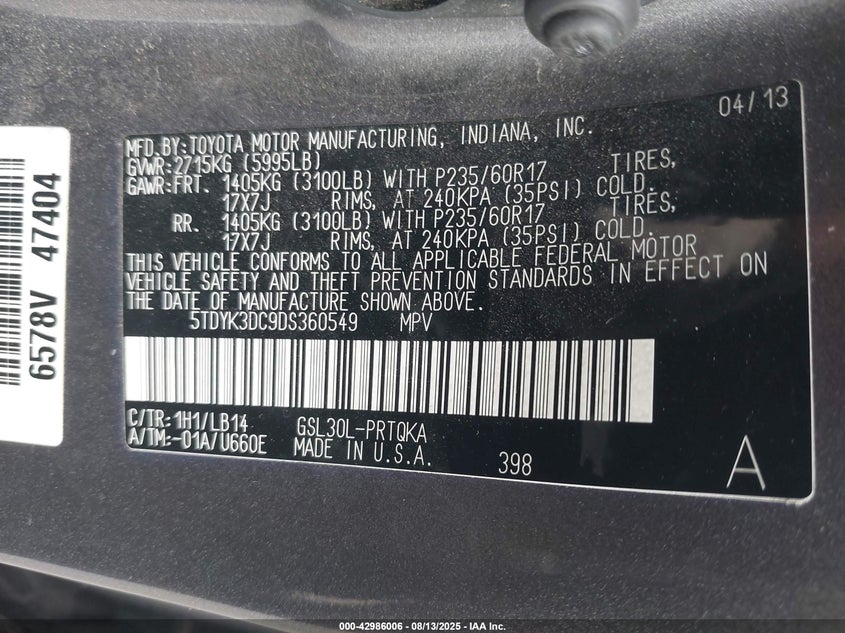 04/13
MFD.BY:TOYOTA MOTOR MANUFACTURING, INDIANA, INC.
GVWR:2715KG (5995LB)
GAWR:FRT. 1405KG (3100LB) WITH P235/60R17 TIRES,
17X7J RIMS, AT 240KPA (35PSI) COLD.
RR. 1405KG (3100LB) WITH P235/60R17 TIRES,
17X7J RIMS, AT 240KPA (35PSI) COLD.
THIS VEHICLE CONFORMS TO ALL APPLICABLE FEDERAL MOTOR
VEHICLE SAFETY AND THEFT PREVENTION STANDARDS IN EFFECT ON
THE DATE OF MANUFACTURE SHOWN ABOVE.
5TDYK3DC9DS360549 MPV
C/TR:1H1/LB14 GSL30L-PRTQKA
A/TM:-01A/U660E MADE IN U.S.A. 398
A
6578V 47404
000-42986006 - 08/13/2025 - IAA Inc.